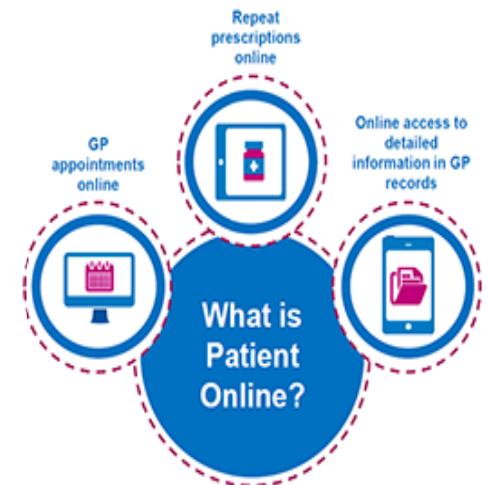 Repeat
prescriptions
online
GP
appointments
online
Online access to
detailed
information in GP
records
What is
Patient
Online?